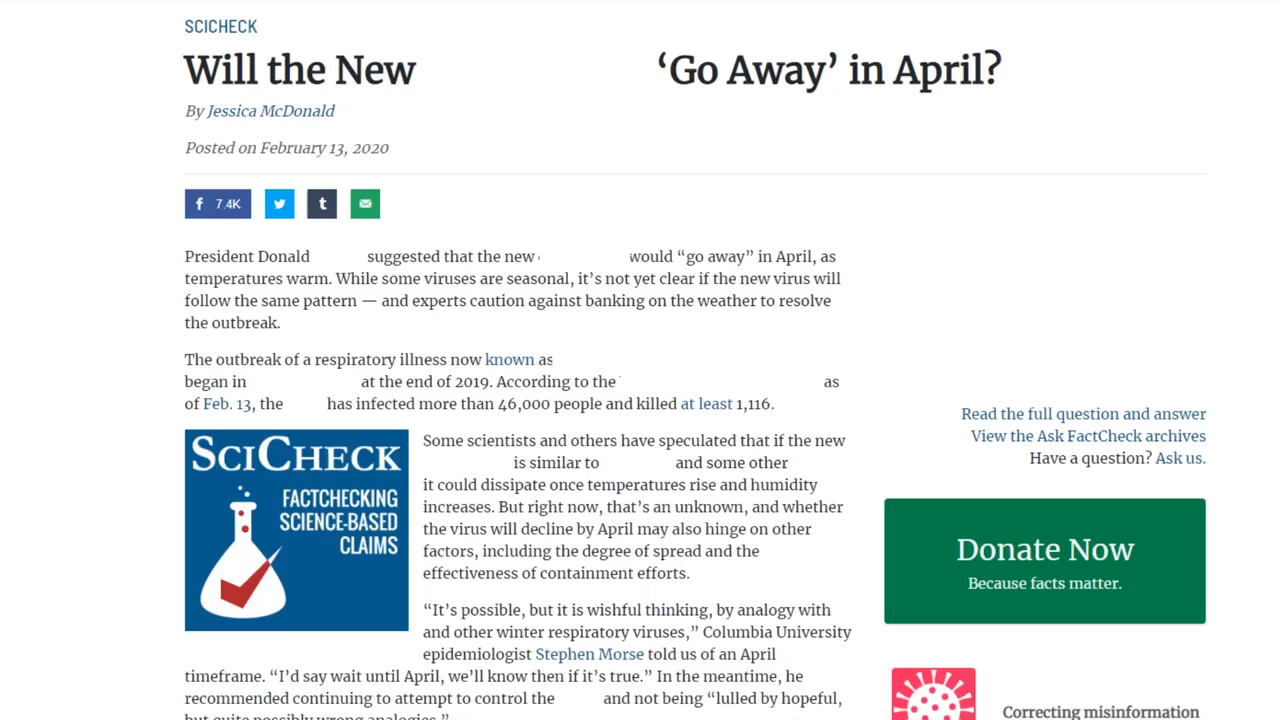 SCICHECK
Will the New ‘Go Away’ in April?
By Jessica McDonald
Posted on February 13, 2020
f 7.4K t
President Donald suggested that the new would “go away” in April, as
temperatures warm. While some viruses are seasonal, it’s not yet clear if the new virus will
follow the same pattern — and experts caution against banking on the weather to resolve
the outbreak.
The outbreak of a respiratory illness now known as
began in at the end of 2019. According to the as
of Feb. 13, the has infected more than 46,000 people and killed at least 1,116.
SCICHECK
FACTCHECKING
SCIENCE-BASED
CLAIMS
Some scientists and others have speculated that if the new
is similar to and some other
it could dissipate once temperatures rise and humidity
increases. But right now, that’s an unknown, and whether
the virus will decline by April may also hinge on other
factors, including the degree of spread and the
effectiveness of containment efforts.
“It’s possible, but it is wishful thinking, by analogy with
and other winter respiratory viruses,” Columbia University
epidemiologist Stephen Morse told us of an April
timeframe. “I’d say wait until April, we’ll know then if it’s true.” In the meantime, he
recommended continuing to attempt to control the and not being “lulled by hopeful,
but quite possibly wrong analogies.”
Read the full question and answer
View the Ask FactCheck archives
Have a question? Ask us.
Donate Now
Because facts matter.
Correcting misinformation